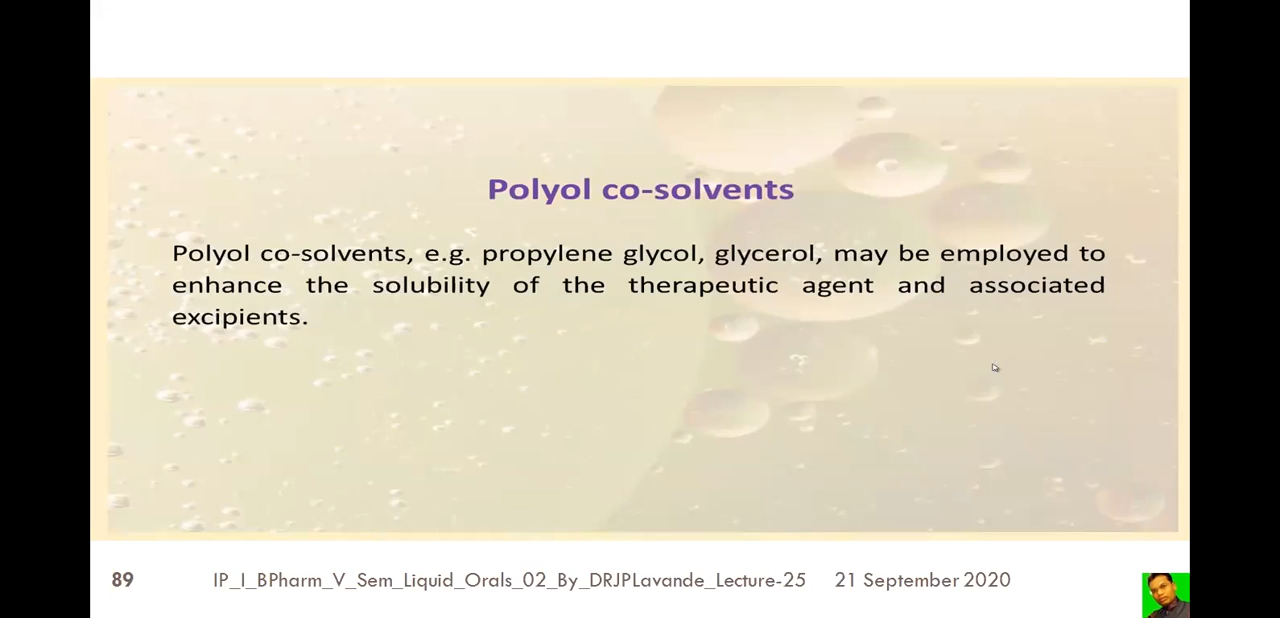 Polyol co-solvents
Polyol co-solvents, e.g. propylene glycol, glycerol, may be employed to
enhance the solubility of the therapeutic agent and associated
excipients.
89 IP_I_BPharm_V_Sem_Liquid_Orals_02_By_DRJPLavande_Lecture-25 21 September 2020